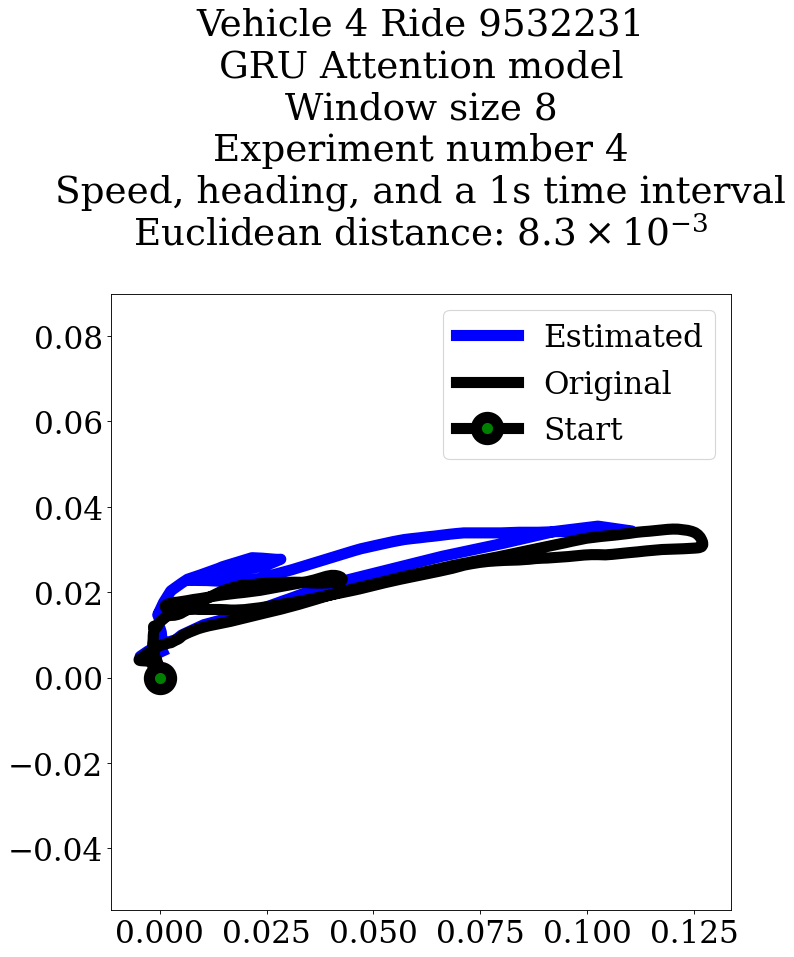 Vehicle 4 Ride 9532231
GRU Attention model
Window size 8
Experiment number 4
Speed, heading, and a 1s time interval
Euclidean distance: 8.3 × 10⁻³
Estimated
Original
Start
0.08
0.06
0.04
0.02
0.00
−0.02
−0.04
0.000 0.025 0.050 0.075 0.100 0.125